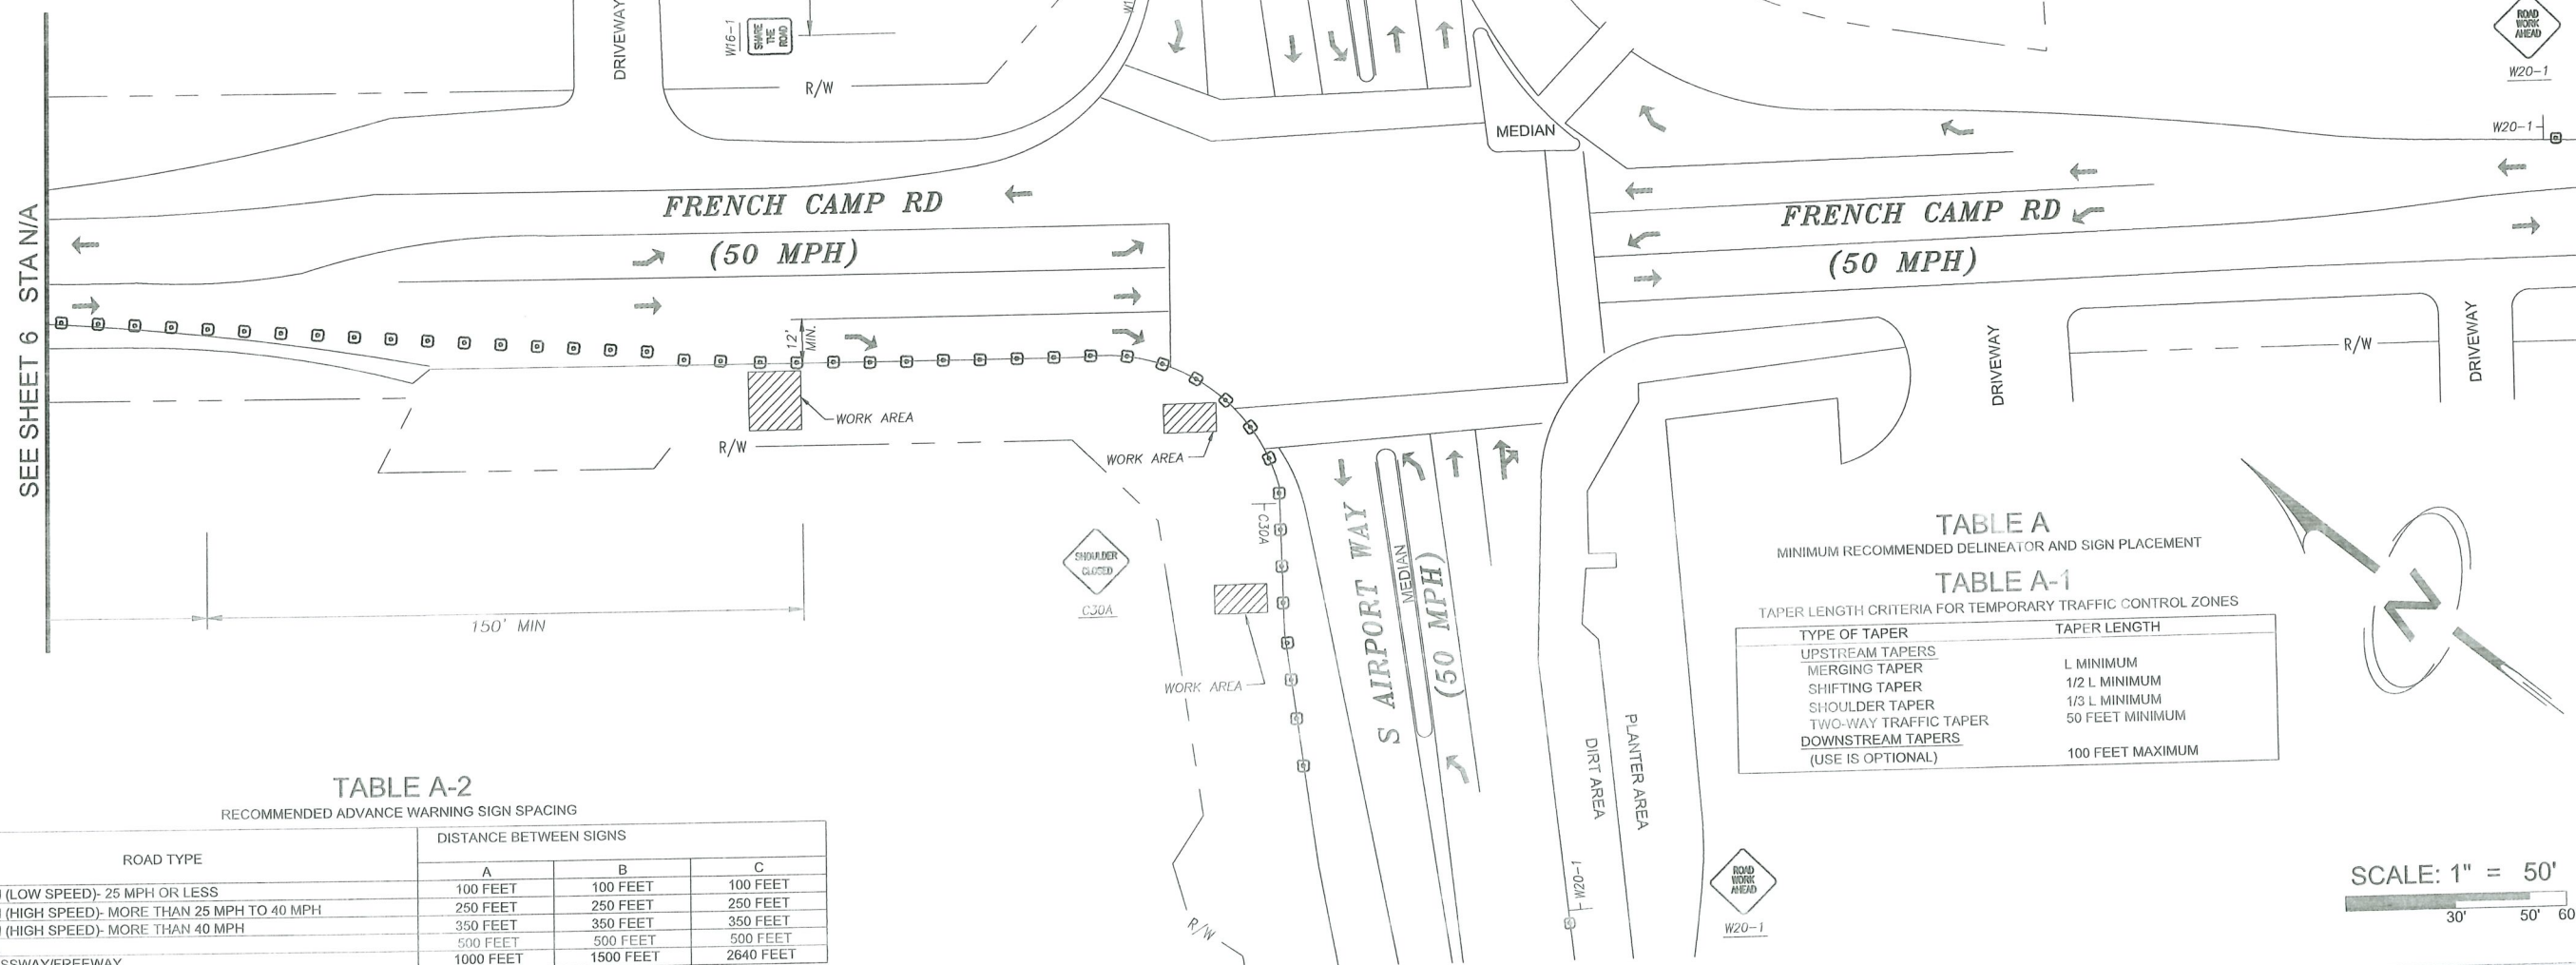 SEE SHEET 6 STA N/A
DRIVEWAY
W16-1
SHARE
THE
ROAD
R/W
MEDIAN
ROAD
WORK
AHEAD
W20-1
W20-1
FRENCH CAMP RD
(50 MPH)
FRENCH CAMP RD
(50 MPH)
12'
MIN.
WORK AREA
R/W
WORK AREA
C30A
SHOULDER
CLOSED
C30A
150' MIN
WORK AREA
S AIRPORT WAY
MEDIAN
(50 MPH)
DRIVEWAY
R/W
DRIVEWAY
DIRT AREA
PLANTER AREA
W20-1
ROAD
WORK
AHEAD
W20-1
R/W
N
TABLE A
MINIMUM RECOMMENDED DELINEATOR AND SIGN PLACEMENT
TABLE A-1
TAPER LENGTH CRITERIA FOR TEMPORARY TRAFFIC CONTROL ZONES
TYPE OF TAPER TAPER LENGTH
UPSTREAM TAPERS
MERGING TAPER L MINIMUM
SHIFTING TAPER 1/2 L MINIMUM
SHOULDER TAPER 1/3 L MINIMUM
TWO-WAY TRAFFIC TAPER 50 FEET MINIMUM
DOWNSTREAM TAPERS
(USE IS OPTIONAL) 100 FEET MAXIMUM
TABLE A-2
RECOMMENDED ADVANCE WARNING SIGN SPACING
ROAD TYPE DISTANCE BETWEEN SIGNS
A B C
(LOW SPEED)- 25 MPH OR LESS 100 FEET 100 FEET 100 FEET
(HIGH SPEED)- MORE THAN 25 MPH TO 40 MPH 250 FEET 250 FEET 250 FEET
(HIGH SPEED)- MORE THAN 40 MPH 350 FEET 350 FEET 350 FEET
500 FEET 500 FEET 500 FEET
SSWAY/FREEWAY 1000 FEET 1500 FEET 2640 FEET
SCALE: 1" = 50'
30' 50' 60